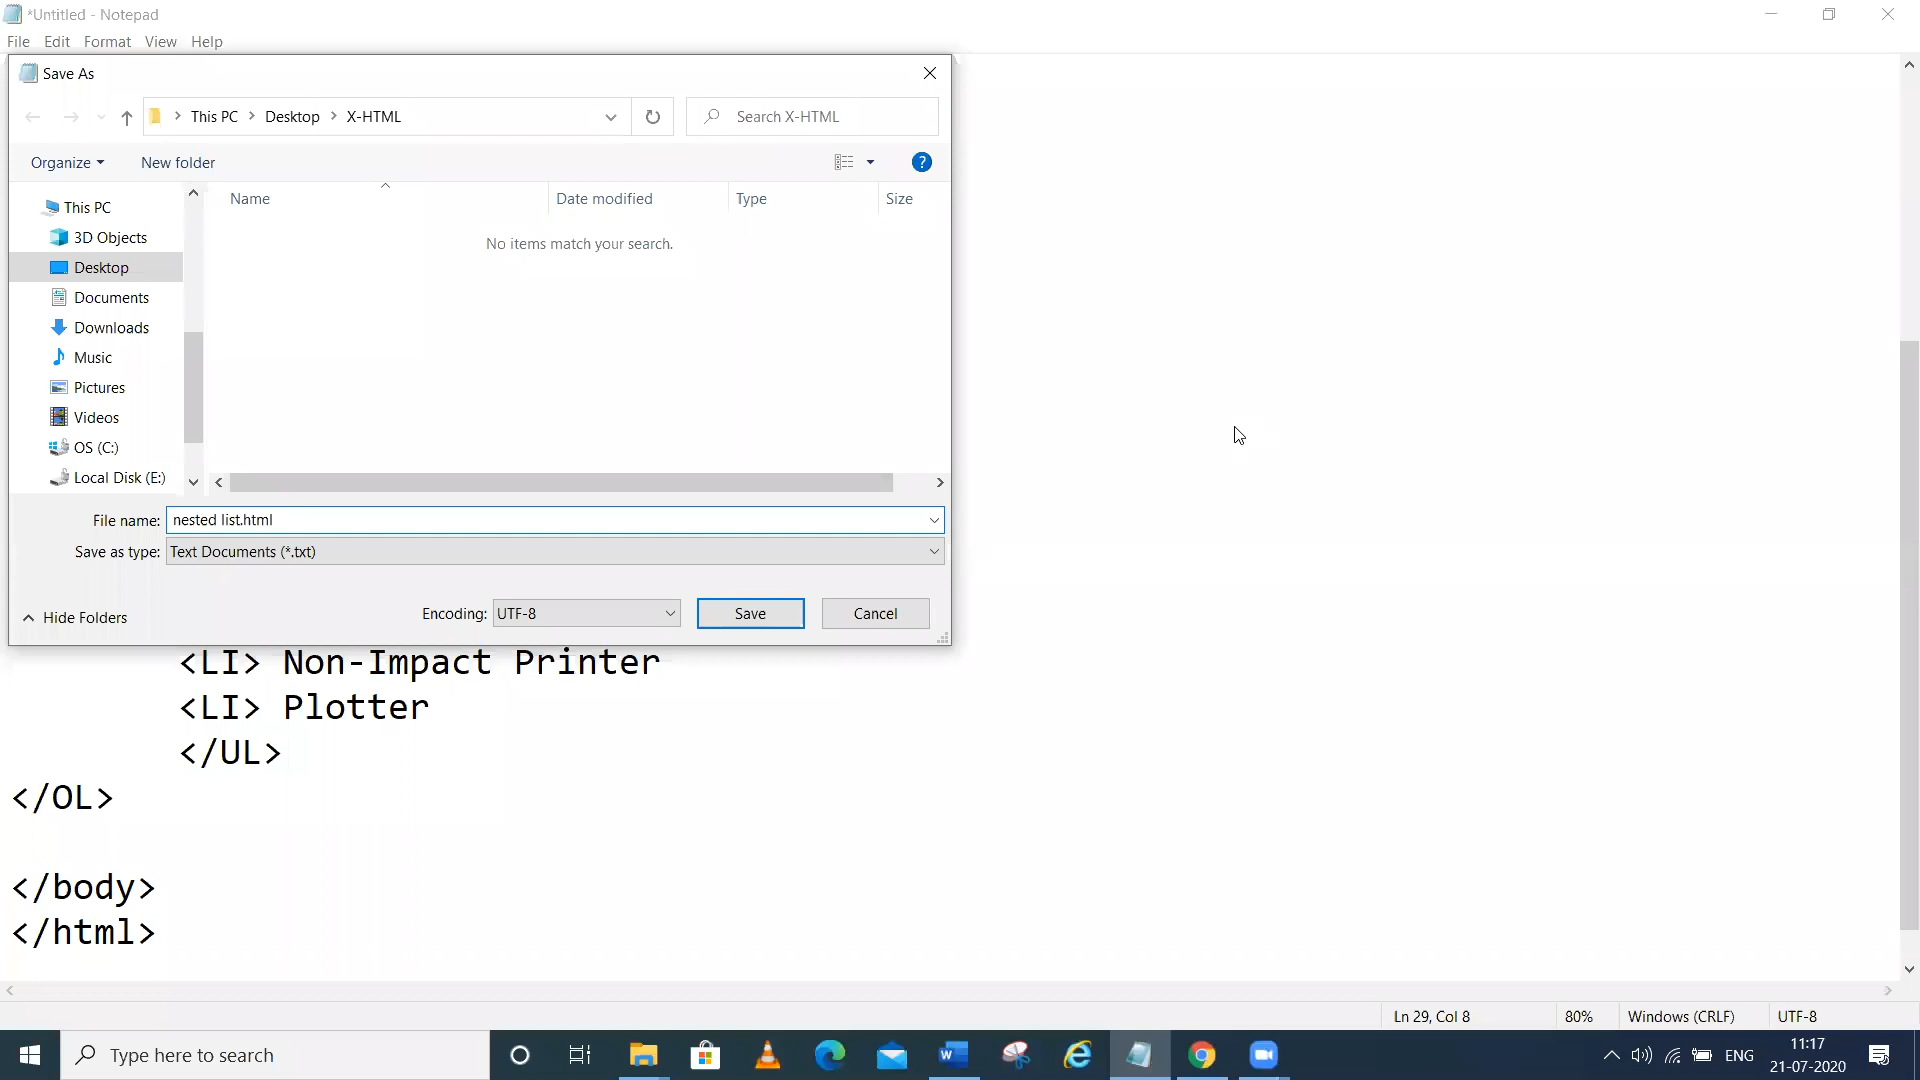 *Untitled - Notepad
File Edit Format View Help
Save As
This PC > Desktop > X-HTML
Search X-HTML
Organize New folder
?
Name Date modified Type Size
No items match your search.
This PC
3D Objects
Desktop
Documents
Downloads
Music
Pictures
Videos
OS (C:)
Local Disk (E:)
File name: nested list.html
Save as type: Text Documents (*.txt)
Hide Folders
Encoding: UTF-8
Save
Cancel
<LI> Non-Impact Printer
<LI> Plotter
</UL>
</OL>
</body>
</html>
Ln 29, Col 8 80% Windows (CRLF) UTF-8
Type here to search
ENG
11:17
21-07-2020